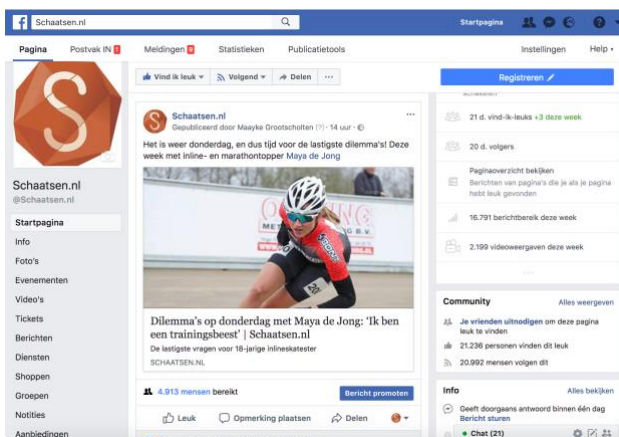 Schaatsen.nl
Startpagina
Pagina
Postvak IN 1
Meldingen 9
Statistieken
Publicatietools
Instellingen
Help
Vind ik leuk
Volgend
Delen
Registreren
Schaatsen.nl
@Schaatsen.nl
Startpagina
Info
Foto's
Evenementen
Video's
Tickets
Berichten
Diensten
Shoppen
Groepen
Notities
Aanbiedingen
Schaatsen.nl
Gepubliceerd door Maayke Grootscholten [?] · 14 uur ·
Het is weer donderdag, en dus tijd voor de lastigste dilemma's! Deze
week met inline- en marathontopper Maya de Jong
20
Dilemma's op donderdag met Maya de Jong: 'Ik ben
een trainingsbeest' | Schaatsen.nl
De lastigste vragen voor 18-jarige inlineskatester
SCHAATSEN.NL
4.913 mensen bereikt
Bericht promoten
Leuk
Opmerking plaatsen
Delen
21 d. vind-ik-leuks +3 deze week
20 d. volgers
Paginaoverzicht bekijken
Berichten van pagina's die je als je pagina
hebt leuk gevonden
16.791 berichtbereik deze week
2.199 videoweergaven deze week
Community
Alles weergeven
Je vrienden uitnodigen om deze pagina
leuk te vinden
21.236 personen vinden dit leuk
20.992 mensen volgen dit
Info
Alles bekijken
Geeft doorgaans antwoord binnen één dag
Bericht sturen
Chat (21)